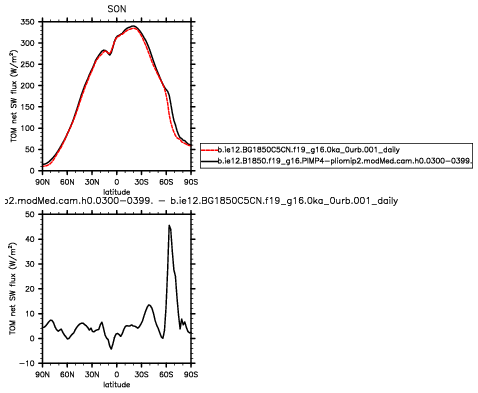 SON
TOM net SW flux (W/m²)
350
300
250
200
150
100
50
0
90N 60N 30N 0 30S 60S 90S
latitude
b.ie12.BG1850C5CN.f19_g16.0ka_0urb.001_daily
b.ie12.B1850.f19_g16.PlMP4-pliomip2.modMed.cam.h0.0300-0399.
p2.modMed.cam.h0.0300-0399. - b.ie12.BG1850C5CN.f19_g16.0ka_0urb.001_daily
TOM net SW flux (W/m²)
50
40
30
20
10
0
-10
90N 60N 30N 0 30S 60S 90S
latitude